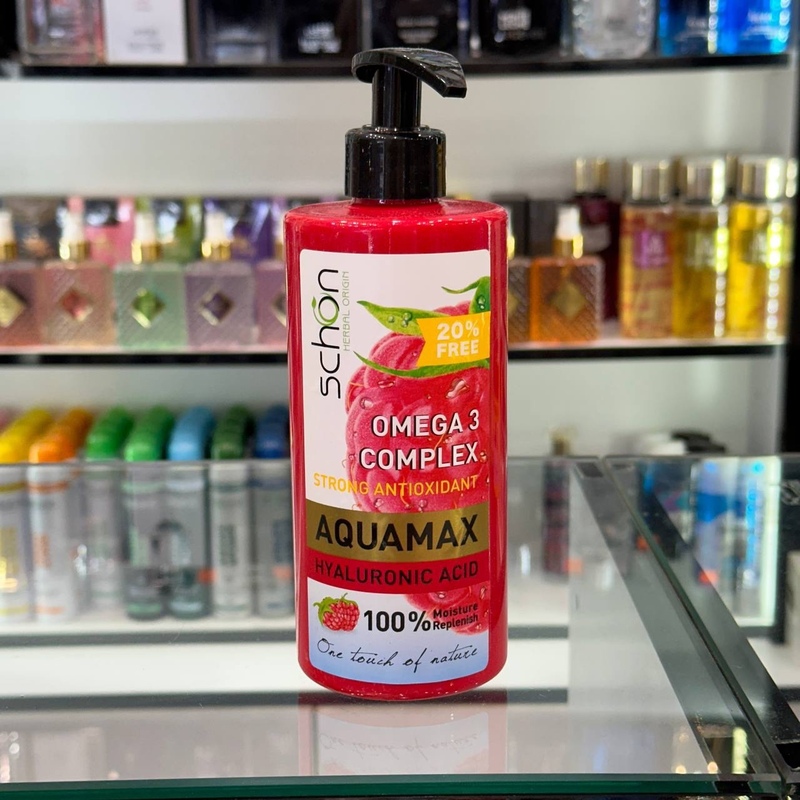 schon
HERBAL ORIGIN
20%
FREE
OMEGA 3
COMPLEX
STRONG ANTIOXIDANT
AQUAMAX
HYALURONIC ACID
100% Moisture
Replenish
One touch of nature